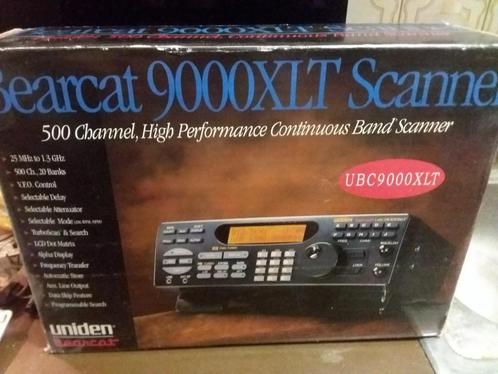 Bearcat 9000XLT Scanner
500 Channel, High Performance Continuous Band Scanner
25 MHz to 1.3 GHz
500 Ch., 20 Banks
V.F.O. Control
Selectable Delay
Selectable Attenuator
Selectable Mode
"TurboScan" & Search
LCD Dot Matrix
Alpha Display
Frequency Transfer
Automatic Store
Aux. Line Output
Data Skip Feature
Programmable Search
UBC9000XLT
uniden
Bearcat